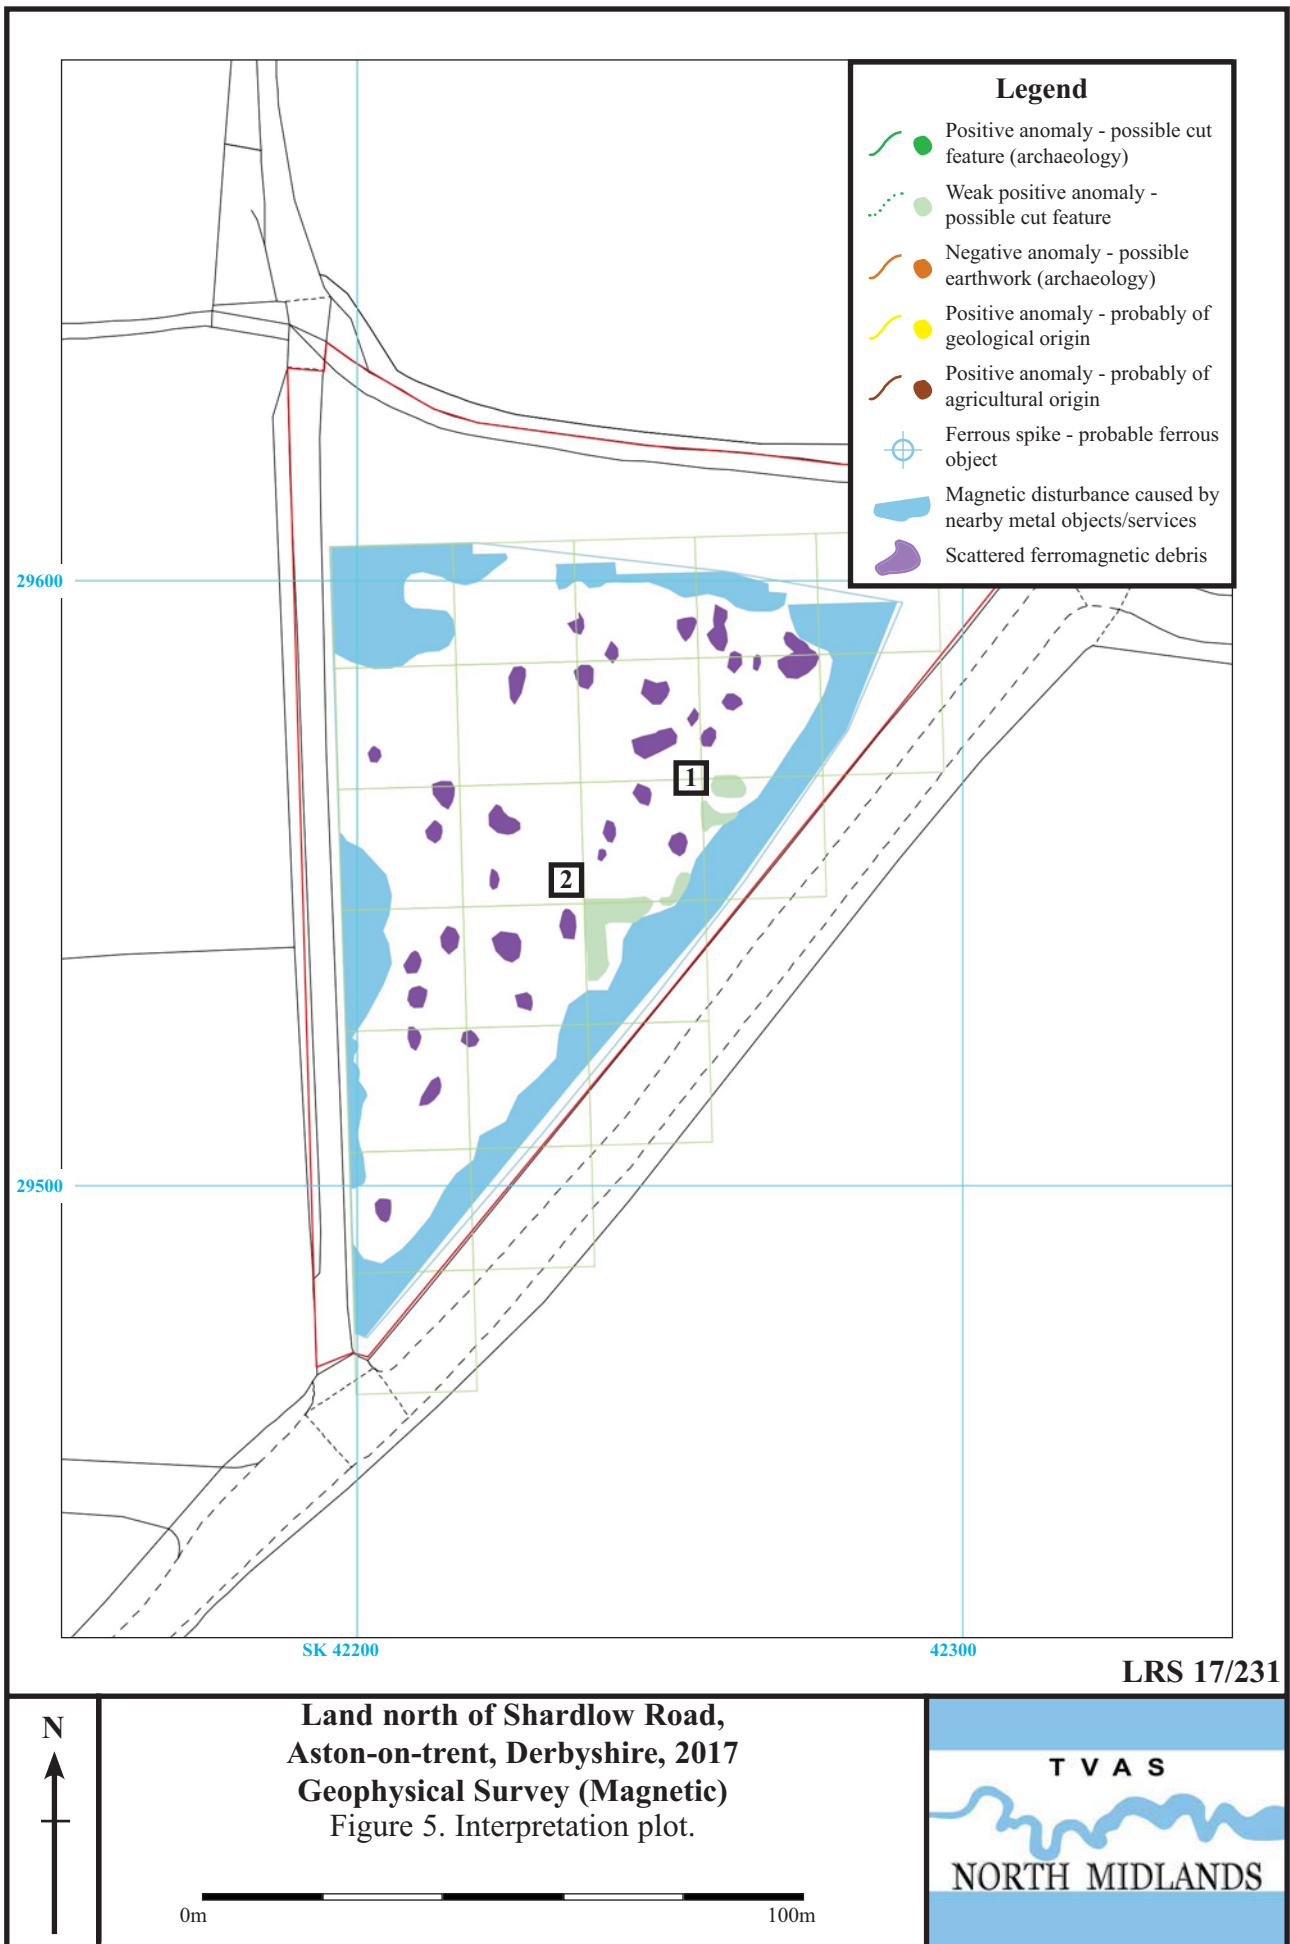 Legend
Positive anomaly - possible cut
feature (archaeology)
Weak positive anomaly -
possible cut feature
Negative anomaly - possible
earthwork (archaeology)
Positive anomaly - probably of
geological origin
Positive anomaly - probably of
agricultural origin
Ferrous spike - probable ferrous
object
Magnetic disturbance caused by
nearby metal objects/services
Scattered ferromagnetic debris
29600
1
2
29500
SK 42200
42300
LRS 17/231
N
Land north of Shardlow Road,
Aston-on-trent, Derbyshire, 2017
Geophysical Survey (Magnetic)
Figure 5. Interpretation plot.
0m
100m
TVAS
NORTH MIDLANDS